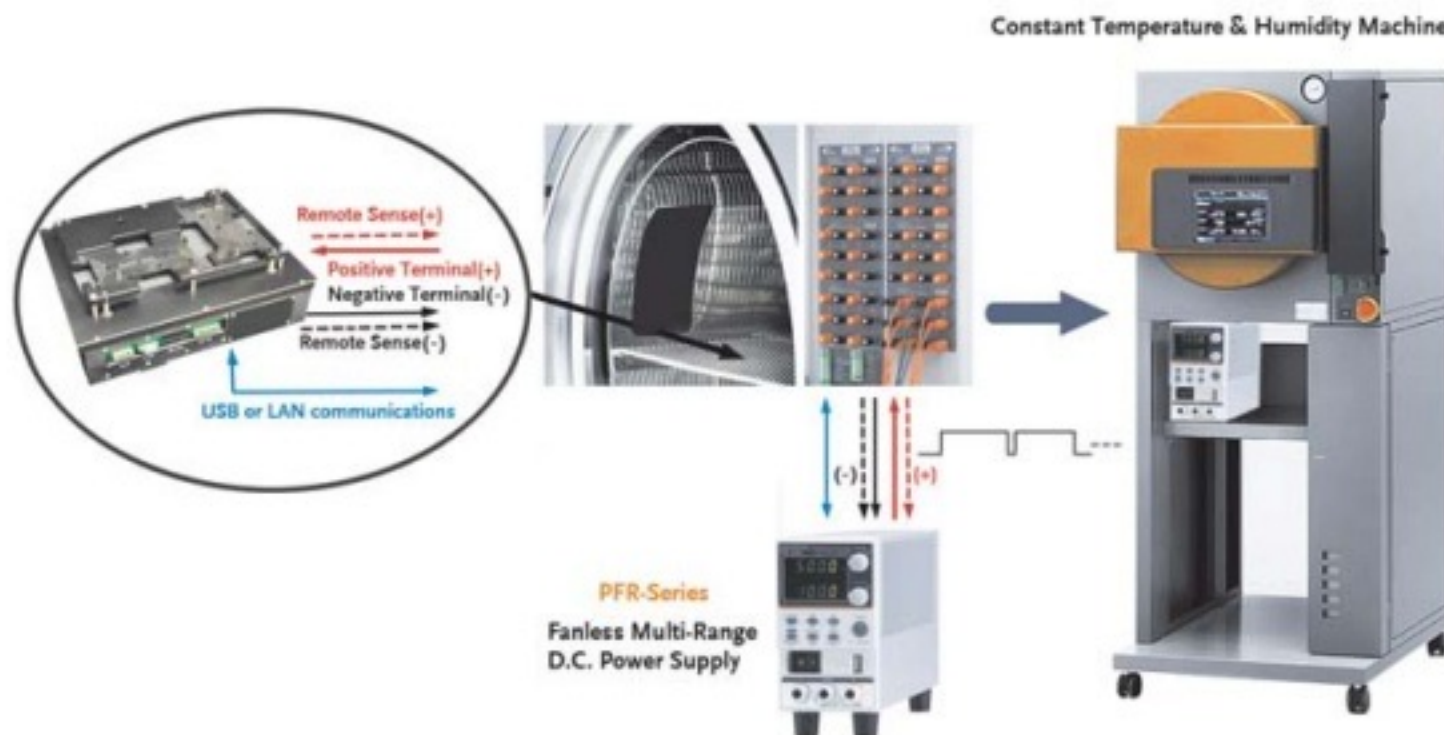 Constant Temperature & Humidity Machine
Remote Sense(+)
Positive Terminal(+)
Negative Terminal(-)
Remote Sense(-)
USB or LAN communications
(-)
(+)
PFR-Series
Fanless Multi-Range
D.C. Power Supply